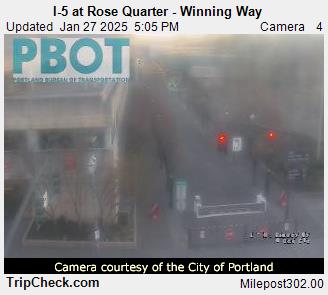 I-5 at Rose Quarter - Winning Way
Updated Jan 27 2025 5:05 PM Camera 4
PBOT
PORTLAND BUREAU OF TRANSPORTATION
Camera courtesy of the City of Portland
TripCheck.com Milepost302.00